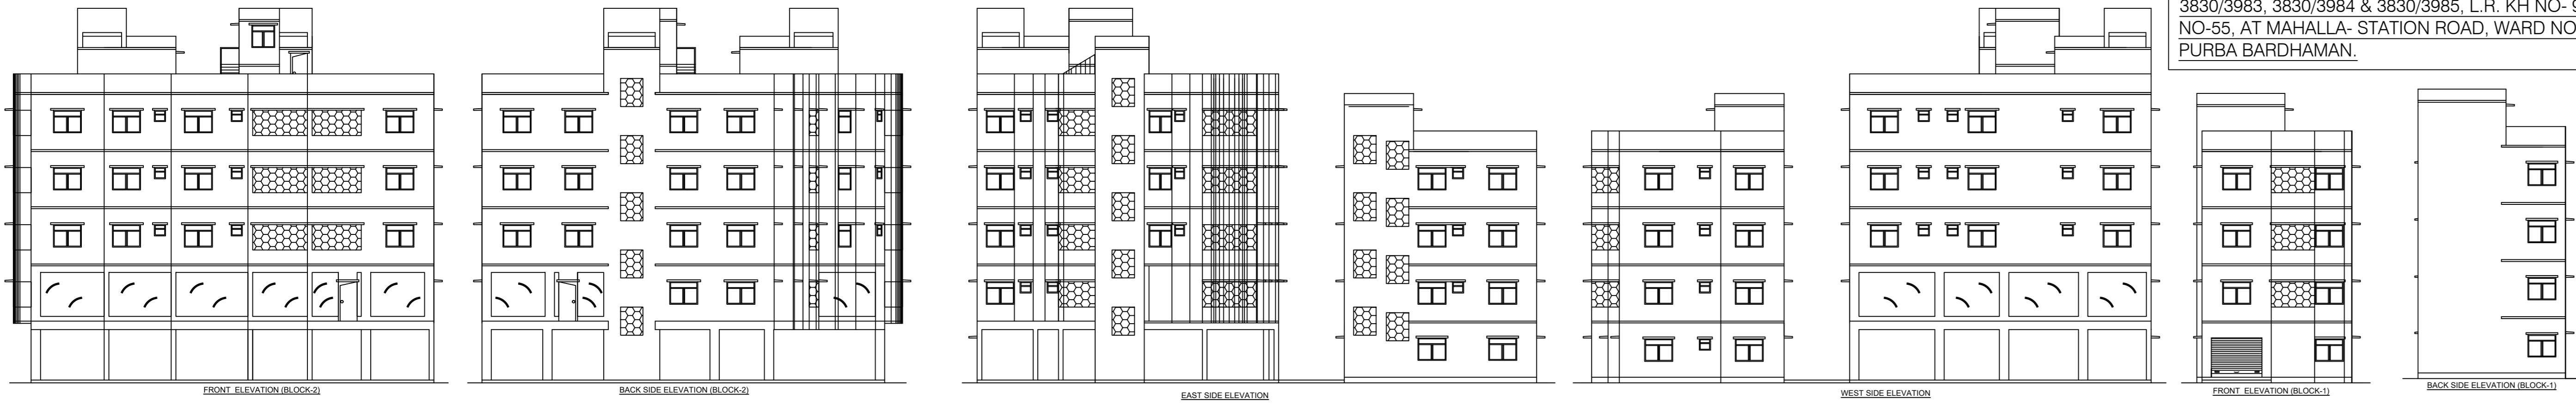 3830/3983, 3830/3984 & 3830/3985, L.R. KH NO- 9
NO-55, AT MAHALLA- STATION ROAD, WARD NO
PURBA BARDHAMAN.
FRONT ELEVATION (BLOCK-2)
BACK SIDE ELEVATION (BLOCK-2)
EAST SIDE ELEVATION
WEST SIDE ELEVATION
FRONT ELEVATION (BLOCK-1)
BACK SIDE ELEVATION (BLOCK-1)